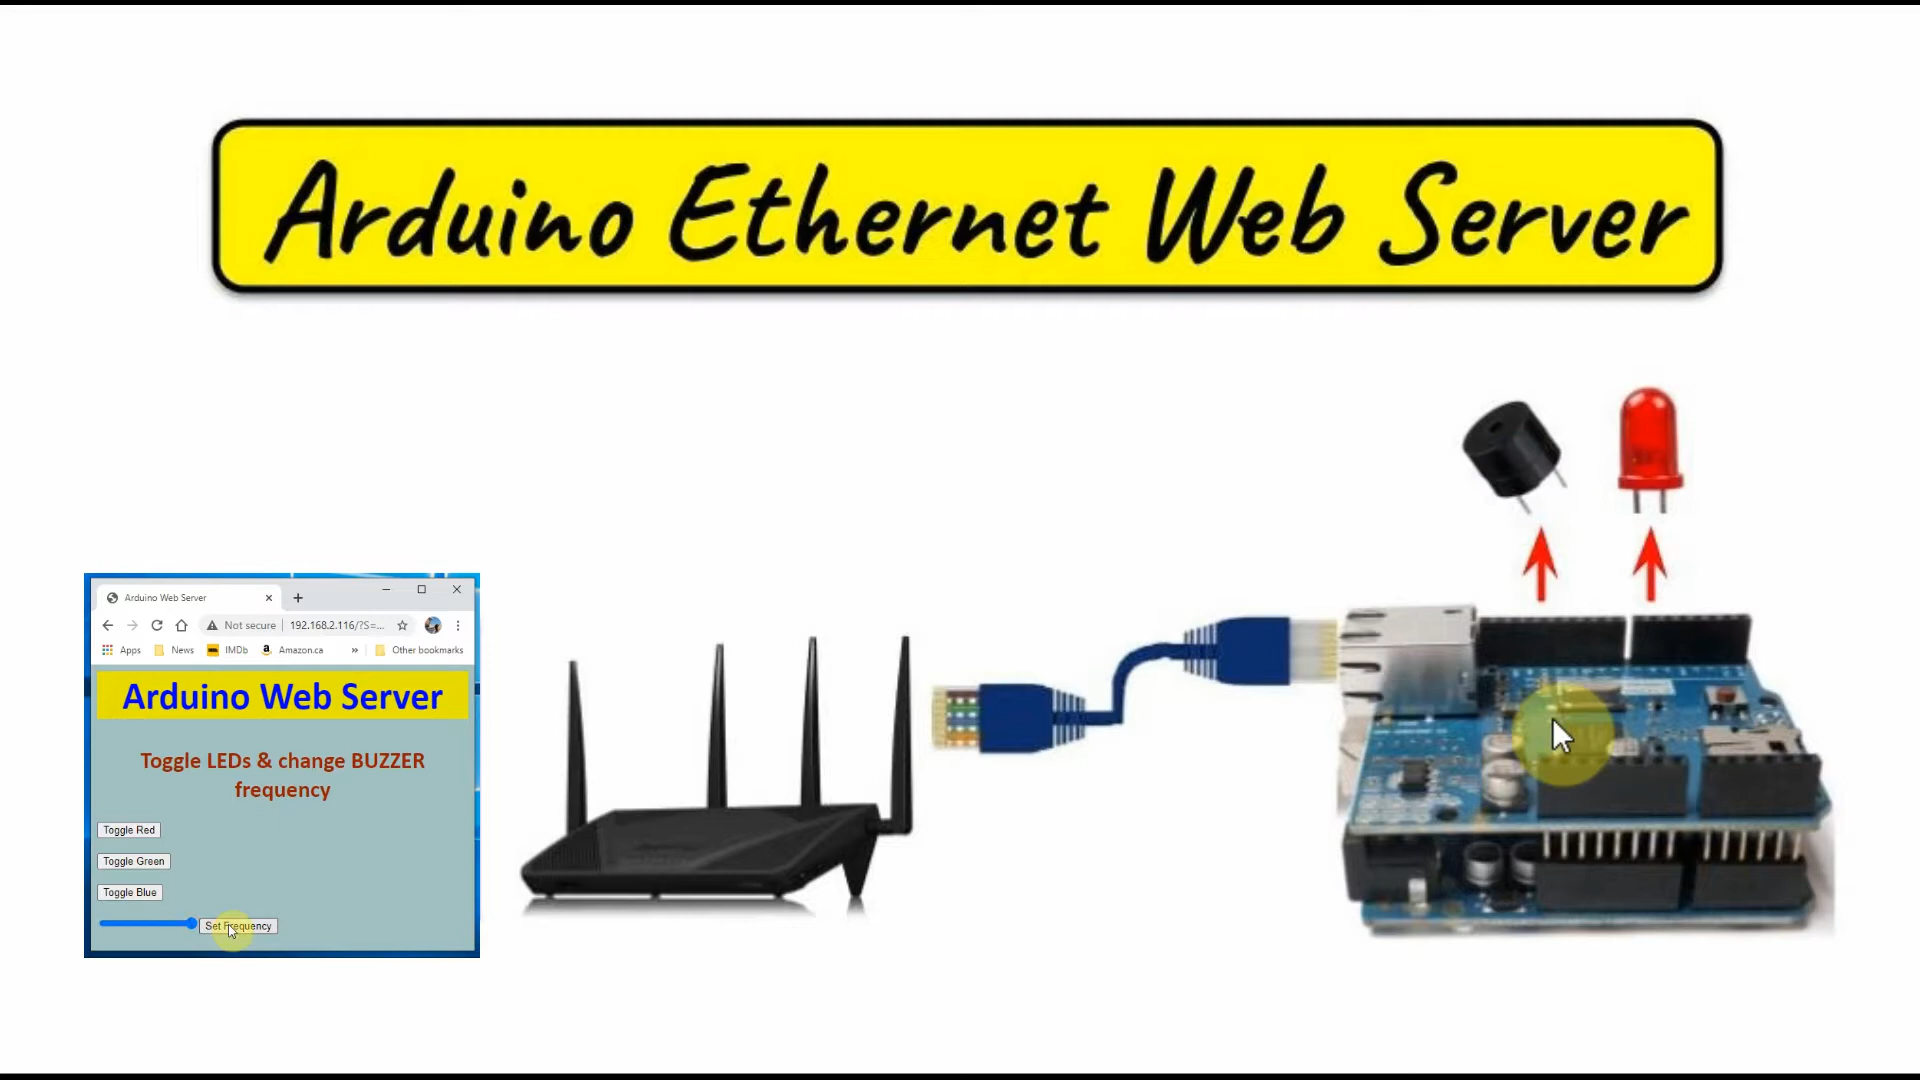 Arduino Ethernet Web Server
Arduino Web Server
Not secure
192.168.2.116/?S=...
Apps
News
IMDb
Amazon.ca
»
Other bookmarks
Arduino Web Server
Toggle LEDs & change BUZZER
frequency
Toggle Red
Toggle Green
Toggle Blue
Set Frequency